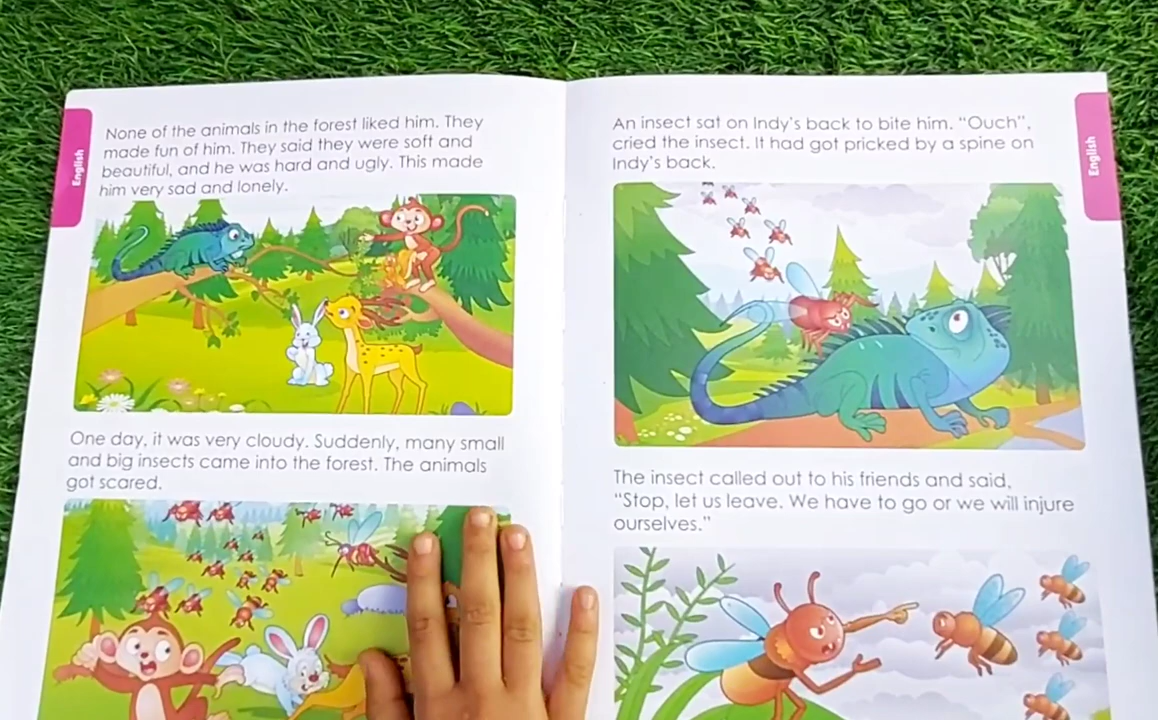 English
None of the animals in the forest liked him. They
made fun of him. They said they were soft and
beautiful, and he was hard and ugly. This made
him very sad and lonely.
One day, it was very cloudy. Suddenly, many small
and big insects came into the forest. The animals
got scared.
English
An insect sat on Indy's back to bite him. “Ouch”,
cried the insect. It had got pricked by a spine on
Indy's back.
The insect called out to his friends and said,
“Stop, let us leave. We have to go or we will injure
ourselves.”